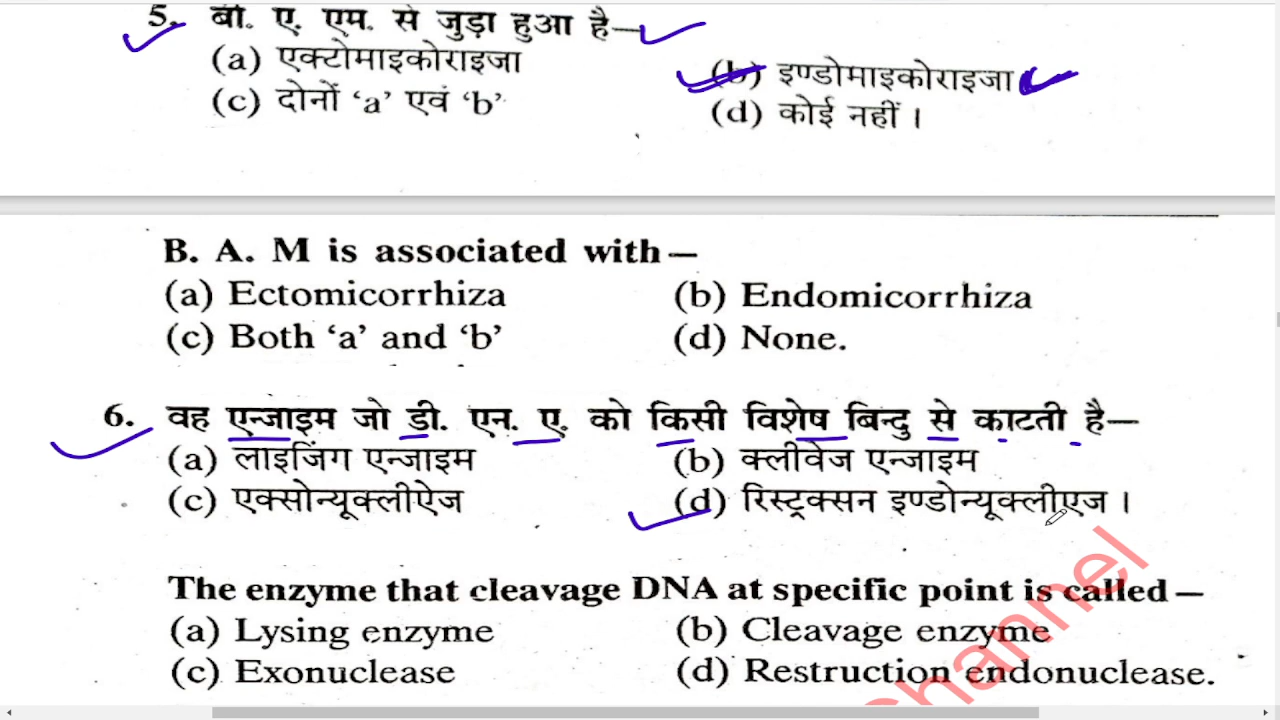 5. बी. ए. एम. से जुड़ा हुआ है—
(a) एक्टोमाइकोराइजा (b) इण्डोमाइकोराइजा
(c) दोनों ‘a’ एवं ‘b’ (d) कोई नहीं ।
B. A. M is associated with—
(a) Ectomicorrhiza (b) Endomicorrhiza
(c) Both ‘a’ and ‘b’ (d) None.
6. वह एन्जाइम जो डी. एन. ए. को किसी विशेष बिन्दु से काटती है—
(a) लाइजिंग एन्जाइम (b) क्लीवेज एन्जाइम
(c) एक्सोन्यूक्लीऐज (d) रिस्ट्रक्सन इण्डोन्यूक्लीएज ।
The enzyme that cleavage DNA at specific point is called—
(a) Lysing enzyme (b) Cleavage enzyme
(c) Exonuclease (d) Restruction endonuclease.
Channel